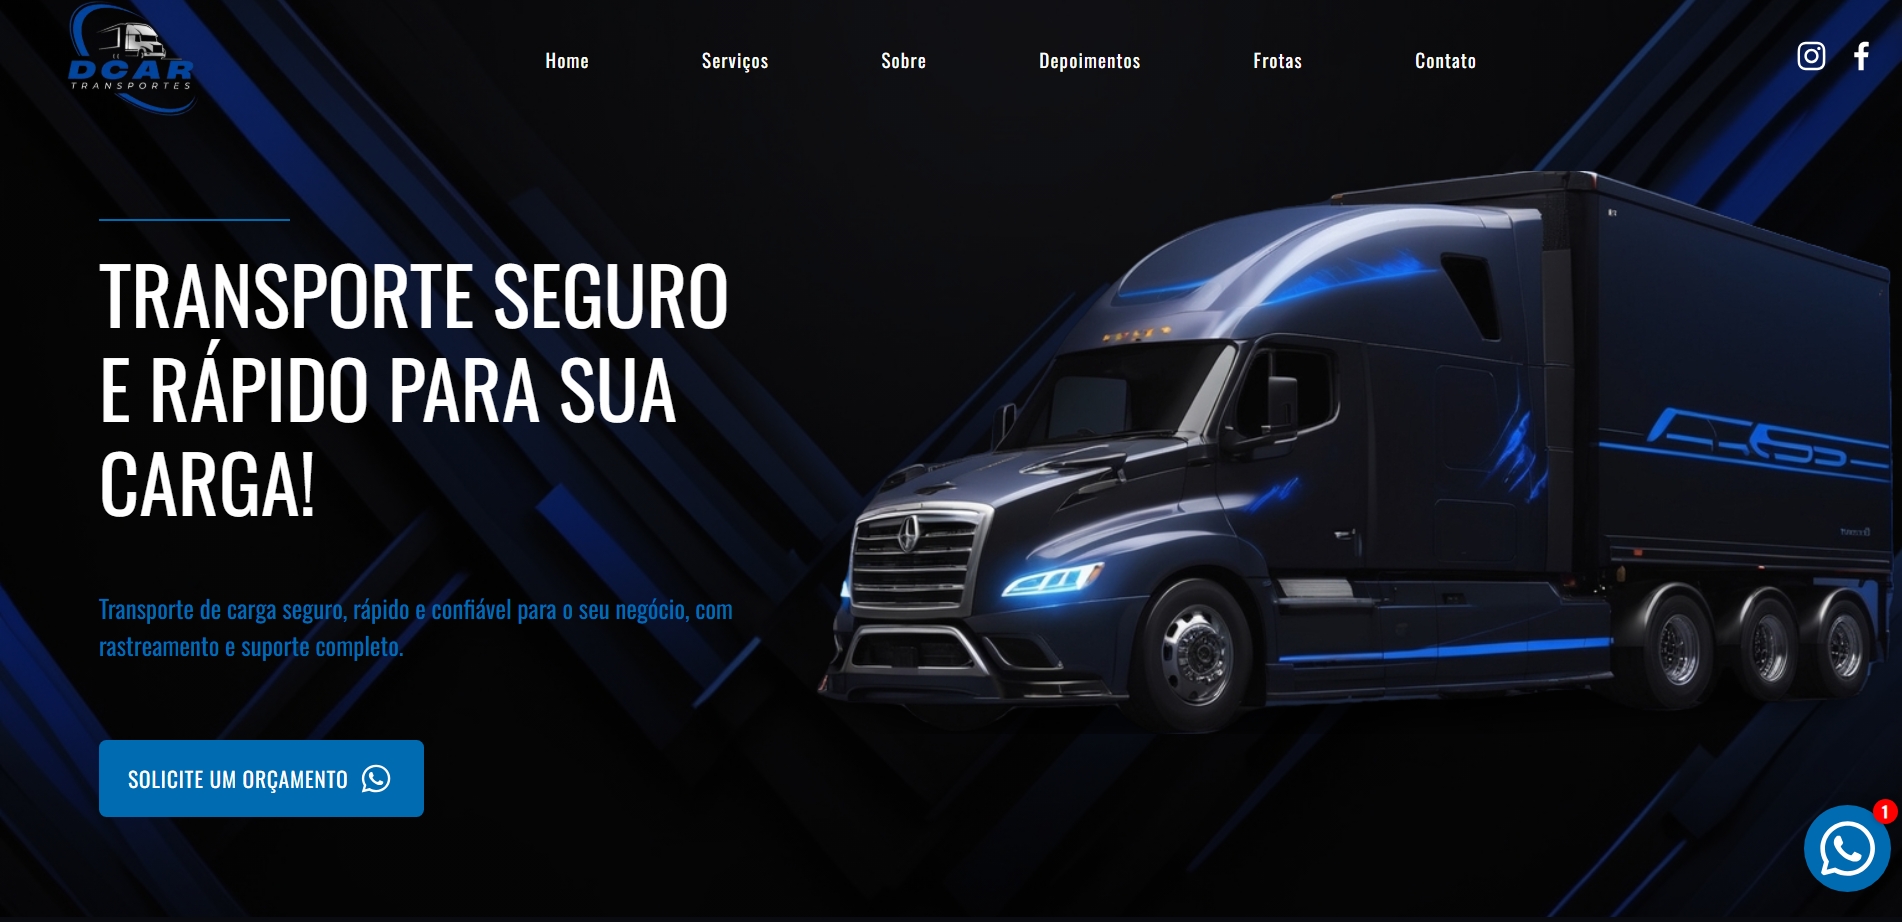 DCAR
TRANSPORTES
Home
Serviços
Sobre
Depoimentos
Frotas
Contato
TRANSPORTE SEGURO
E RÁPIDO PARA SUA
CARGA!
Transporte de carga seguro, rápido e confiável para o seu negócio, com
rastreamento e suporte completo.
SOLICITE UM ORÇAMENTO
1